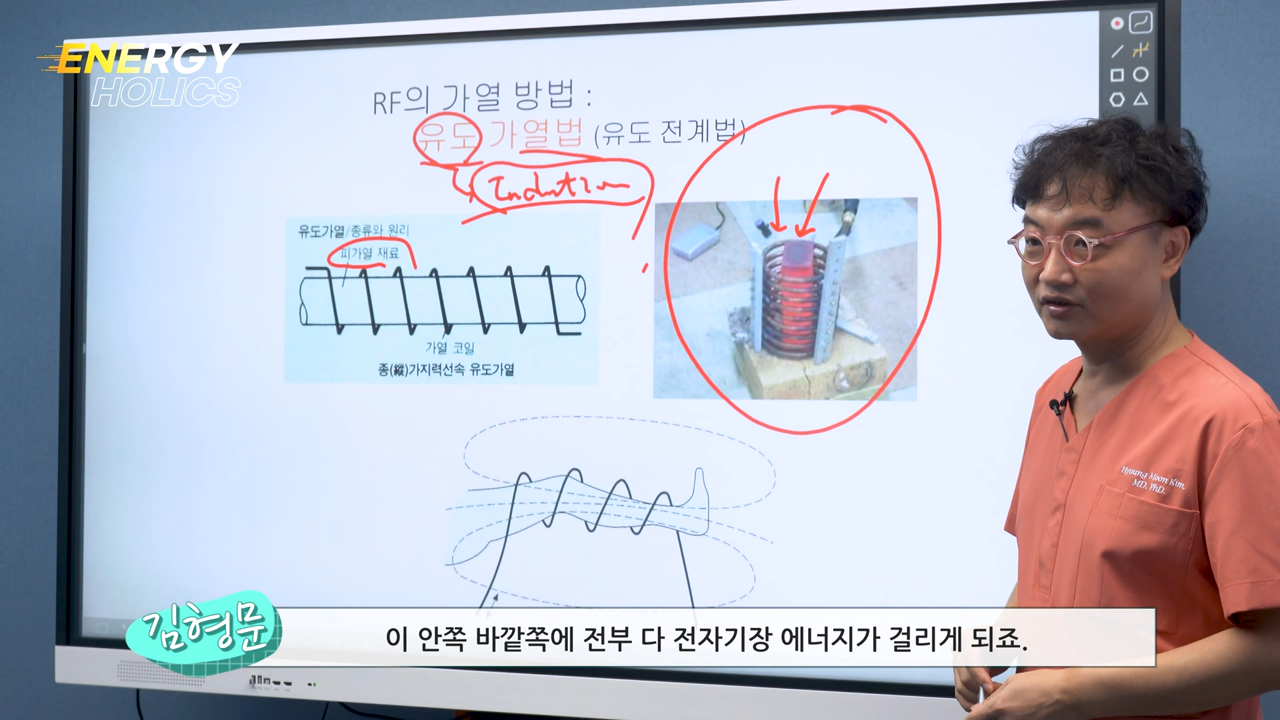 ENERGY
HOLICS
RF의 가열 방법 :
유도 가열법 (유도 전계법)
Induction
유도가열/종류와 원리
피가열 재료
가열 코일
종(縱)가지력선속 유도가열
Hyoung Moon Kim,
MD, PhD.
김형문
이 안쪽 바깥쪽에 전부 다 전자기장 에너지가 걸리게 되죠.